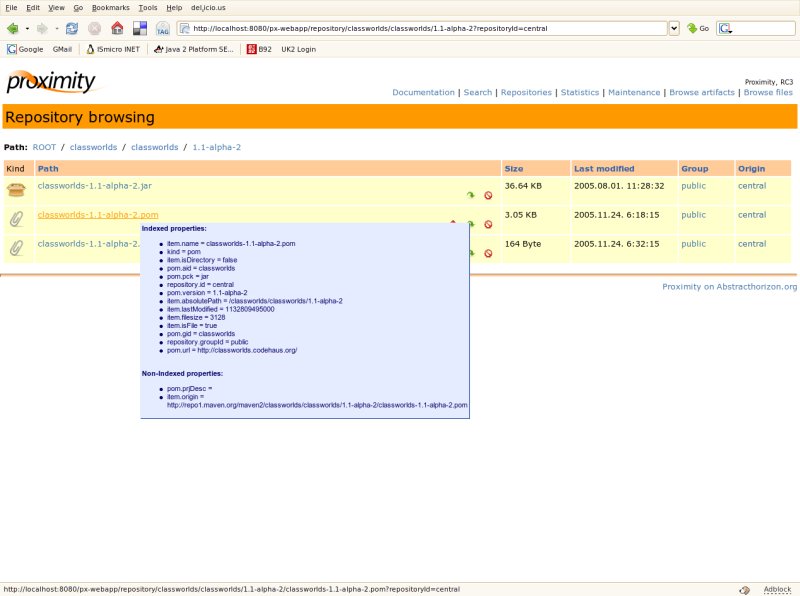 File Edit View Go Bookmarks Tools Help del.icio.us
TAG http://localhost:8080/px-webapp/repository/classworlds/classworlds/1.1-alpha-2?repositoryId=central Go
Google GMail ISmicro INET Java 2 Platform SE... B92 UK2 Login
proximity
Proximity, RC3
Documentation | Search | Repositories | Statistics | Maintenance | Browse artifacts | Browse files
Repository browsing
Path: ROOT / classworlds / classworlds / 1.1-alpha-2
Kind Path Size Last modified Group Origin
classworlds-1.1-alpha-2.jar 36.64 KB 2005.08.01. 11:28:32 public central
classworlds-1.1-alpha-2.pom 3.05 KB 2005.11.24. 6:18:15 public central
classworlds-1.1-alpha-2. 164 Byte 2005.11.24. 6:32:15 public central
Indexed properties:
item.name = classworlds-1.1-alpha-2.pom
kind = pom
item.isDirectory = false
pom.aid = classworlds
pom.pck = jar
repository.id = central
pom.version = 1.1-alpha-2
item.absolutePath = /classworlds/classworlds/1.1-alpha-2
item.lastModified = 1132809495000
item.filesize = 3128
item.isFile = true
pom.gid = classworlds
repository.groupId = public
pom.url = http://classworlds.codehaus.org/
Non-Indexed properties:
pom.prjDesc =
item.origin =
http://repo1.maven.org/maven2/classworlds/classworlds/1.1-alpha-2/classworlds-1.1-alpha-2.pom
Proximity on Abstracthorizon.org
http://localhost:8080/px-webapp/repository/classworlds/classworlds/1.1-alpha-2/classworlds-1.1-alpha-2.pom?repositoryId=central Adblock